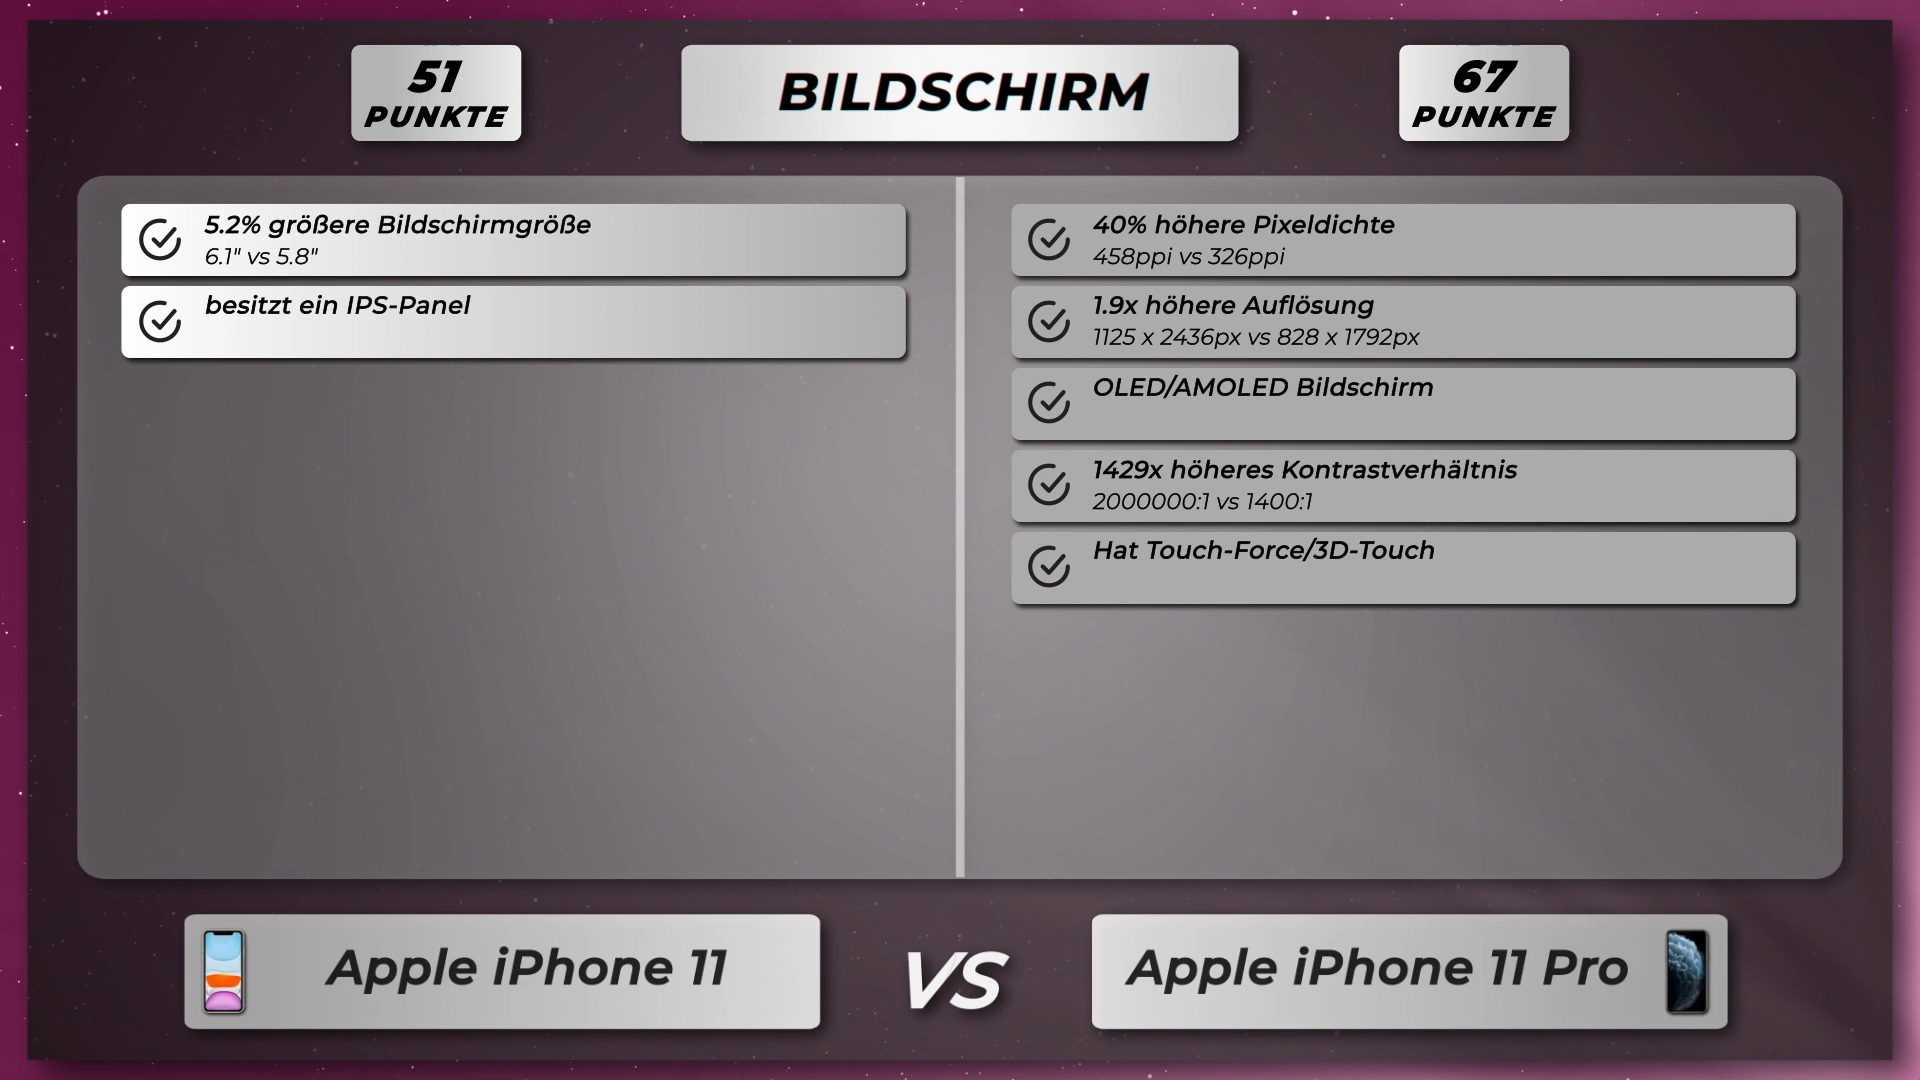 51
PUNKTE
BILDSCHIRM
67
PUNKTE
5.2% größere Bildschirmgröße
6.1" vs 5.8"
besitzt ein IPS-Panel
40% höhere Pixeldichte
458ppi vs 326ppi
1.9x höhere Auflösung
1125 x 2436px vs 828 x 1792px
OLED/AMOLED Bildschirm
1429x höheres Kontrastverhältnis
2000000:1 vs 1400:1
Hat Touch-Force/3D-Touch
Apple iPhone 11
VS
Apple iPhone 11 Pro